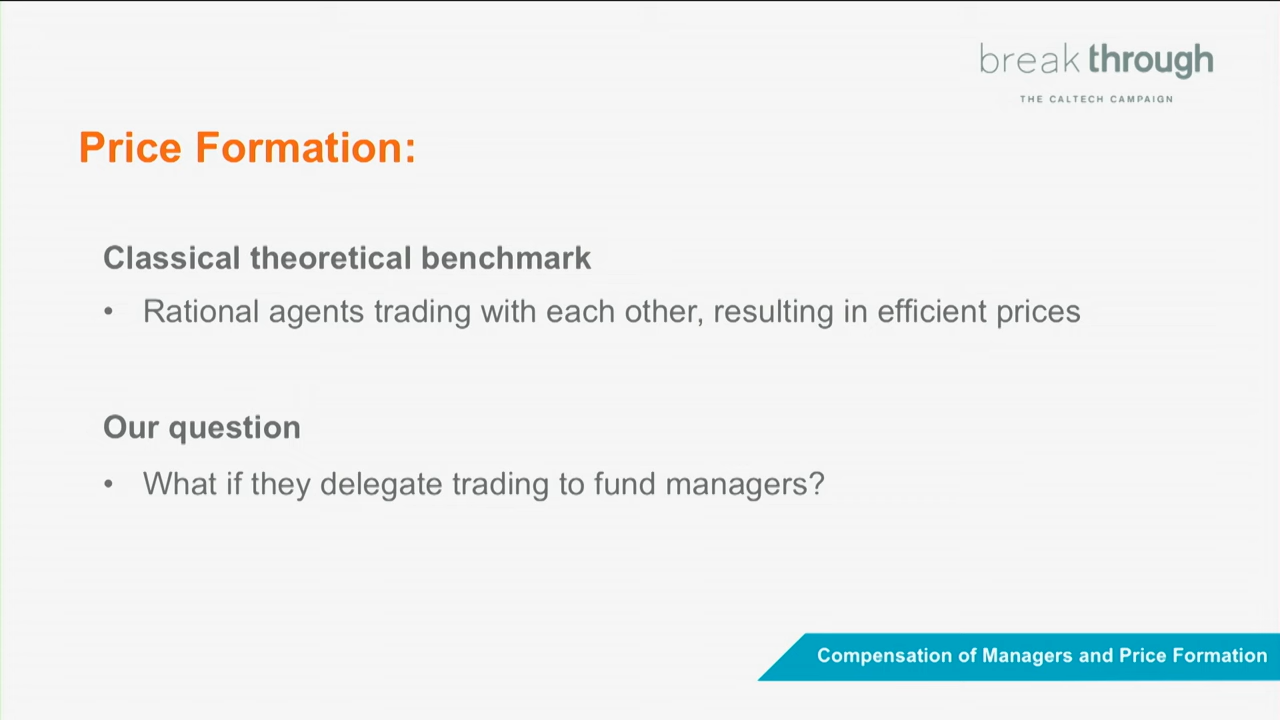 break through
THE CALTECH CAMPAIGN
Price Formation:
Classical theoretical benchmark
• Rational agents trading with each other, resulting in efficient prices
Our question
• What if they delegate trading to fund managers?
Compensation of Managers and Price Formation